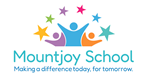 Mountjoy School
Making a difference today, for tomorrow.